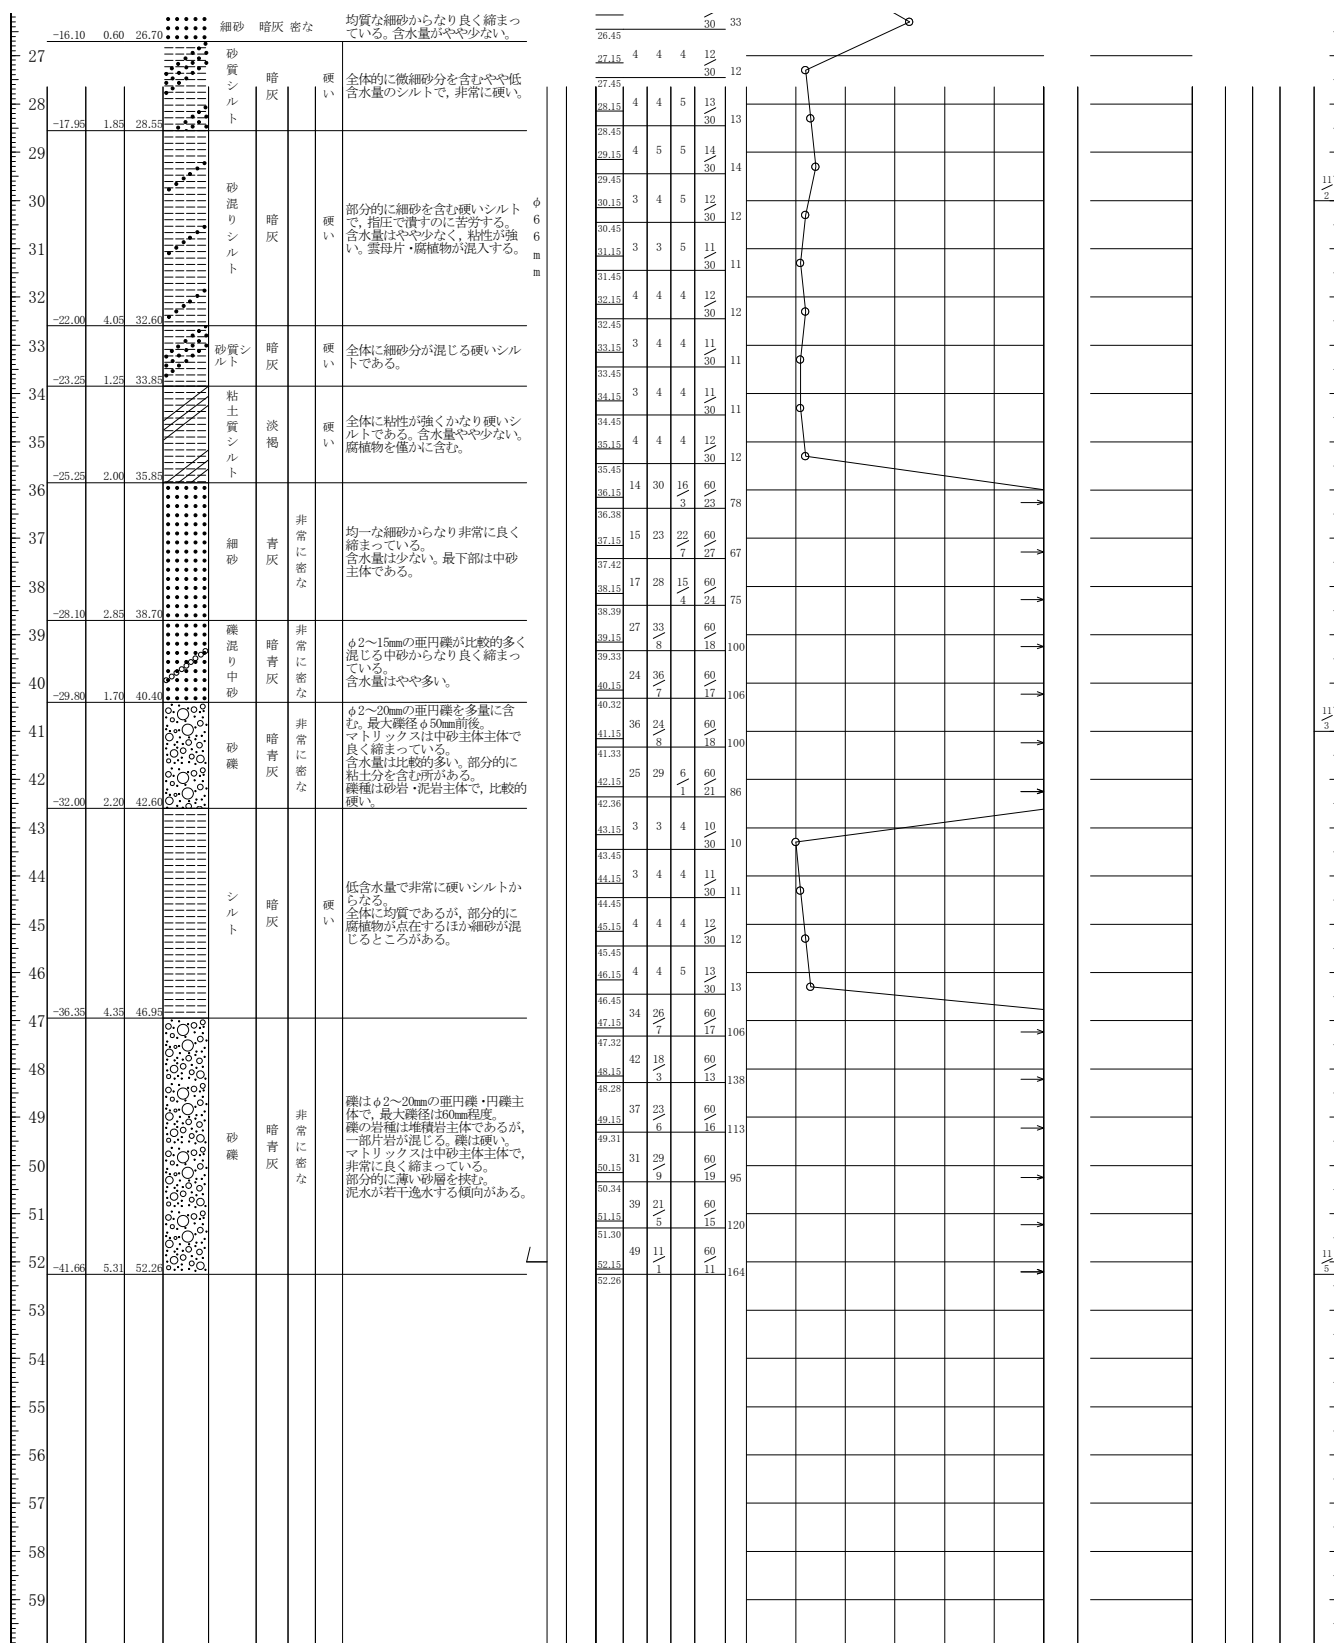 細砂 暗灰 密な
均質な細砂からなり良く締まっ
ている。含水量がやや少ない。
-16.10 0.60 26.70
砂質シルト 暗灰 硬い
全体的に微細砂分を含むやや低
含水量のシルトで，非常に硬い。
-17.95 1.85 28.55
砂混りシルト 暗灰 硬い
部分的に細砂を含む硬いシルト
で，指圧で潰すのに苦労する。
含水量はやや少なく，粘性が強
い。雲母片・腐植物が混入する。
-22.00 4.05 32.60
砂質シルト 暗灰 硬い
全体に細砂分が混じる硬いシル
トである。
-23.25 1.25 33.85
粘土質シルト 淡褐 硬い
全体に粘性が強くかなり硬いシ
ルトである。含水量やや少ない。
腐植物を僅かに含む。
-25.25 2.00 35.85
細砂 青灰 非常に密な
均一な細砂からなり非常に良く
締まっている。
含水量は少ない。最下部は中砂
主体である。
-28.10 2.85 38.70
礫混り中砂 暗青灰 非常に密な
φ2～15mmの亜円礫が比較的多く
混じる中砂からなり良く締まっ
ている。
含水量はやや多い。
-29.80 1.70 40.40
砂礫 暗青灰 非常に密な
φ2～20mmの亜円礫を多量に含
む。最大礫径φ50mm前後。
マトリックスは中砂主体主体で
良く締まっている。
含水量は比較的多い。部分的に
粘土分を含む所がある。
礫種は砂岩・泥岩主体で，比較的
硬い。
-32.00 2.20 42.60
シルト 暗灰 硬い
低含水量で非常に硬いシルトか
らなる。
全体に均質であるが，部分的に
腐植物が点在するほか細砂が混
じるところがある。
-36.35 4.35 46.95
砂礫 暗青灰 非常に密な
礫はφ2～20mmの亜円礫・円礫主
体で，最大礫径は60mm程度。
礫の岩種は堆積岩主体であるが，
一部片岩が混じる。礫は硬い。
マトリックスは中砂主体主体で，
非常に良く締まっている。
部分的に薄い砂層を挟む。
泥水が若干逸水する傾向がある。
-41.66 5.31 52.26
27
28
29
30
31
32
33
34
35
36
37
38
39
40
41
42
43
44
45
46
47
48
49
50
51
52
53
54
55
56
57
58
59
φ66mm
30 33
26.45
27.15 4 4 4 12/30 12
27.45
28.15 4 4 5 13/30 13
28.45
29.15 4 5 5 14/30 14
29.45
30.15 3 4 5 12/30 12
30.45
31.15 3 3 5 11/30 11
31.45
32.15 4 4 4 12/30 12
32.45
33.15 3 4 4 11/30 11
33.45
34.15 3 4 4 11/30 11
34.45
35.15 4 4 4 12/30 12
35.45
36.15 14 30 16/3 60/23 78
36.38
37.15 15 23 22/7 60/27 67
37.42
38.15 17 28 15/4 60/24 75
38.39
39.15 27 33/8 60/18 100
39.33
40.15 24 36/7 60/17 106
40.32
41.15 36 24/8 60/18 100
41.33
42.15 25 29 6/1 60/21 86
42.36
43.15 3 3 4 10/30 10
43.45
44.15 3 4 4 11/30 11
44.45
45.15 4 4 4 12/30 12
45.45
46.15 4 4 5 13/30 13
46.45
47.15 34 26/7 60/17 106
47.32
48.15 42 18/3 60/13 138
48.28
49.15 37 23/6 60/16 113
49.31
50.15 31 29/9 60/19 95
50.34
51.15 39 21/5 60/15 120
51.30
52.15 49 11/1 60/11 164
52.26
11/2
11/3
11/5